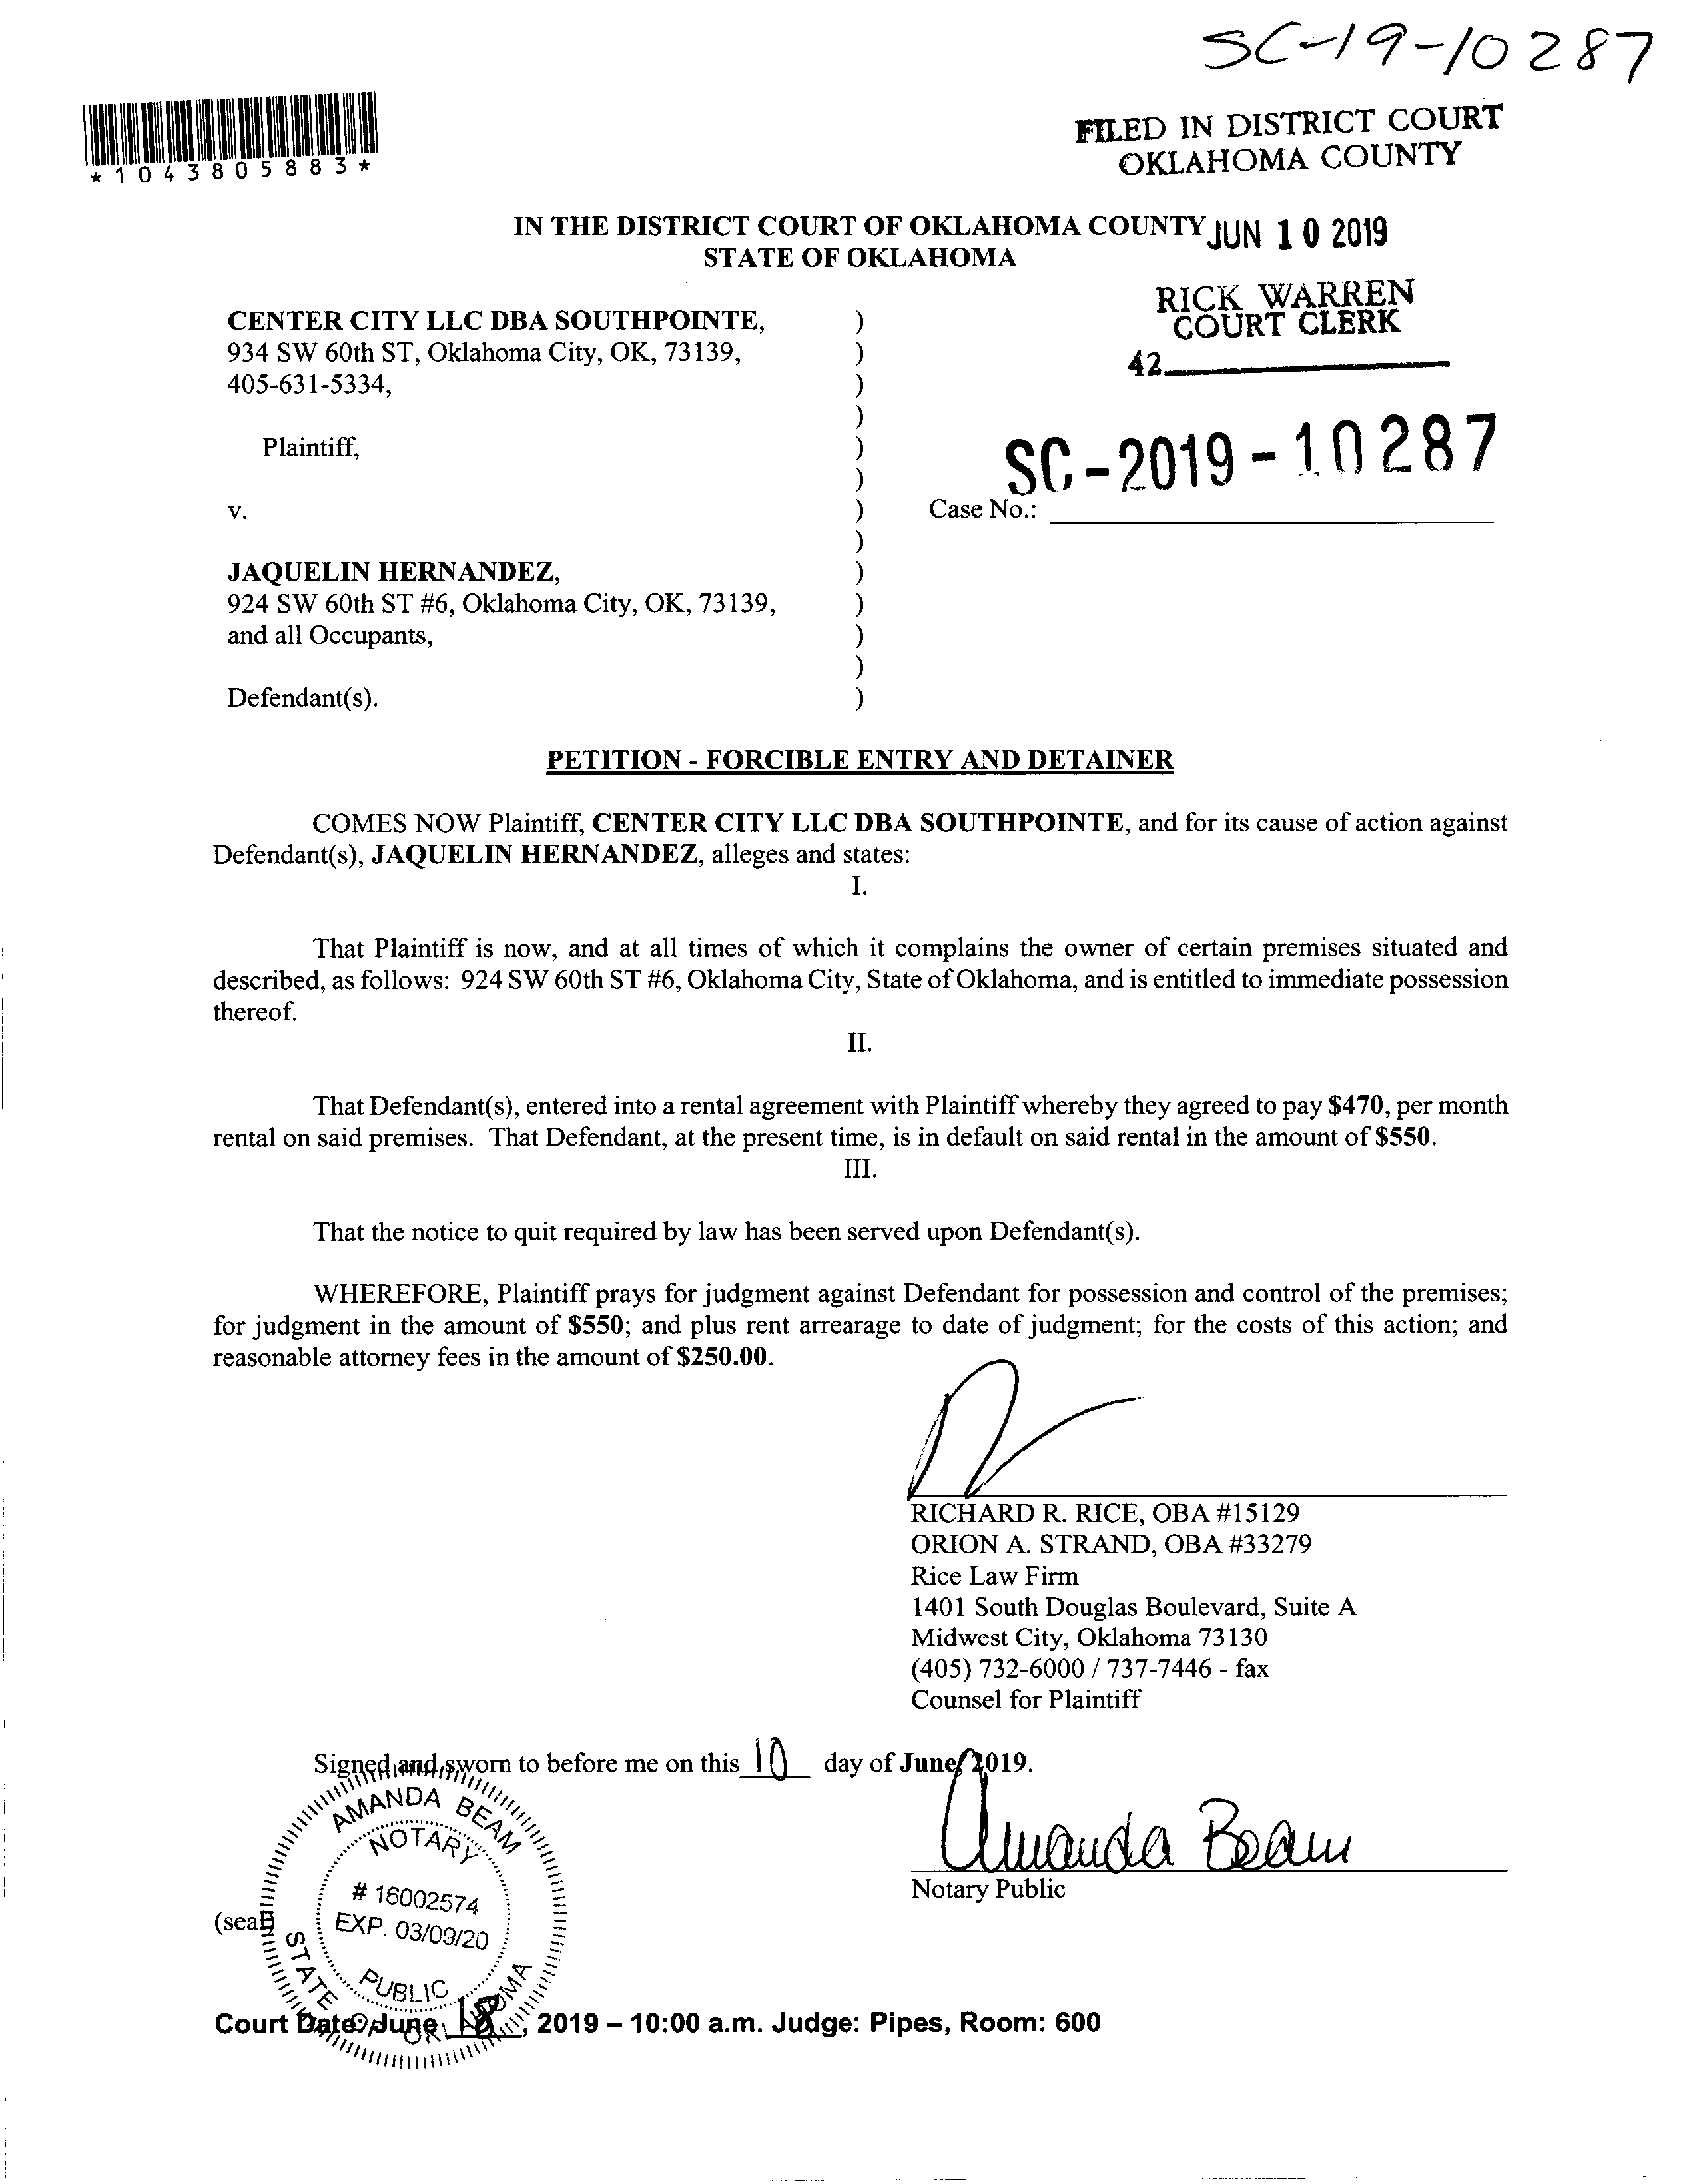 SC-19-10287
*1043805883*
FILED IN DISTRICT COURT
OKLAHOMA COUNTY
IN THE DISTRICT COURT OF OKLAHOMA COUNTY JUN 10 2019
STATE OF OKLAHOMA
RICK WARREN
COURT CLERK
42
CENTER CITY LLC DBA SOUTHPOINTE, )
934 SW 60th ST, Oklahoma City, OK, 73139, )
405-631-5334, )
)
Plaintiff, )
)
SC-2019-10287
v. ) Case No.:
)
JAQUELIN HERNANDEZ, )
924 SW 60th ST #6, Oklahoma City, OK, 73139, )
and all Occupants, )
)
Defendant(s). )
PETITION - FORCIBLE ENTRY AND DETAINER
COMES NOW Plaintiff, CENTER CITY LLC DBA SOUTHPOINTE, and for its cause of action against
Defendant(s), JAQUELIN HERNANDEZ, alleges and states:
I.
That Plaintiff is now, and at all times of which it complains the owner of certain premises situated and
described, as follows: 924 SW 60th ST #6, Oklahoma City, State of Oklahoma, and is entitled to immediate possession
thereof.
II.
That Defendant(s), entered into a rental agreement with Plaintiff whereby they agreed to pay $470, per month
rental on said premises. That Defendant, at the present time, is in default on said rental in the amount of $550.
III.
That the notice to quit required by law has been served upon Defendant(s).
WHEREFORE, Plaintiff prays for judgment against Defendant for possession and control of the premises;
for judgment in the amount of $550; and plus rent arrearage to date of judgment; for the costs of this action; and
reasonable attorney fees in the amount of $250.00.
RICHARD R. RICE, OBA #15129
ORION A. STRAND, OBA #33279
Rice Law Firm
1401 South Douglas Boulevard, Suite A
Midwest City, Oklahoma 73130
(405) 732-6000 / 737-7446 - fax
Counsel for Plaintiff
Signed and sworn to before me on this 10 day of June, 2019.
Amanda Beam
Notary Public
(seal)
AMANDA BEAM
NOTARY
# 16002574
EXP. 03/09/20
PUBLIC
STATE OF OKLAHOMA
Court Date: June 18, 2019 – 10:00 a.m. Judge: Pipes, Room: 600